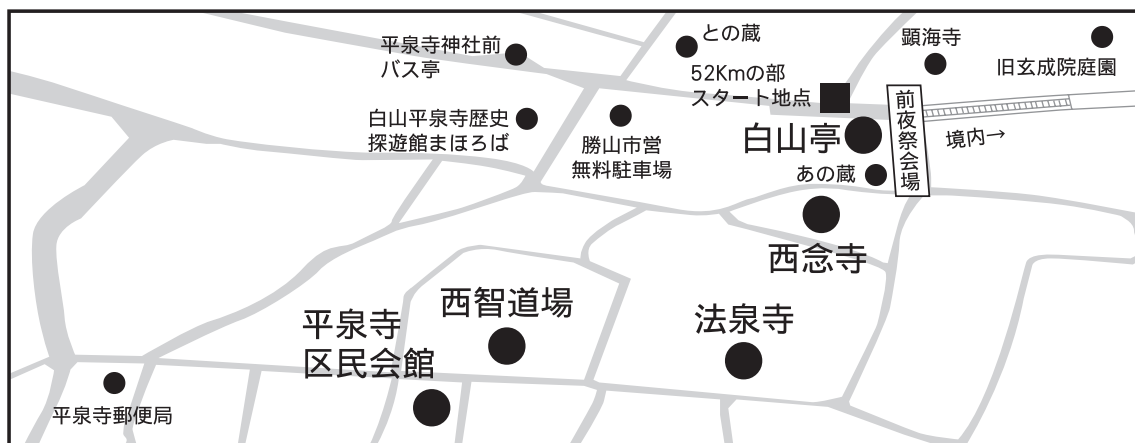 平泉寺神社前
バス亭
との蔵
顕海寺
旧玄成院庭園
52Kmの部
スタート地点
白山平泉寺歴史
探遊館まほろば
勝山市営
無料駐車場
白山亭
前夜祭会場
境内→
あの蔵
西念寺
西智道場
法泉寺
平泉寺
区民会館
平泉寺郵便局